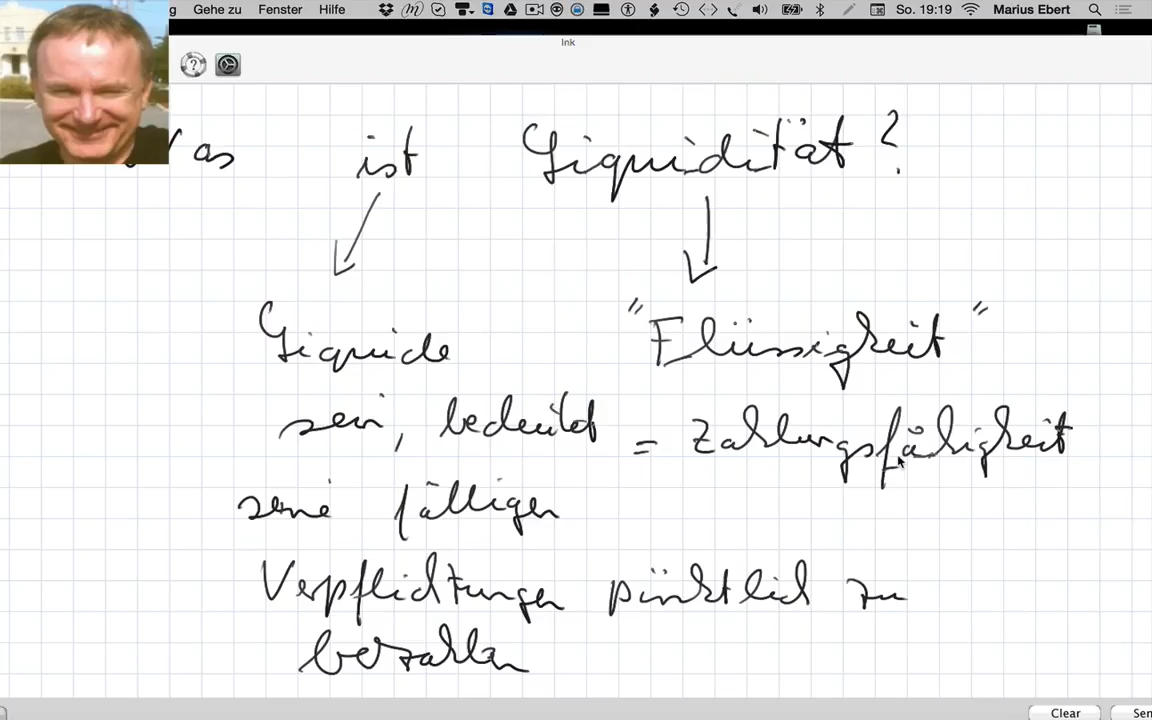 g Gehe zu Fenster Hilfe So. 19:19 Marius Ebert
Ink
as ist Liquidität?
Liquide "Flüssigkeit"
sein, bedeutet = Zahlungsfähigkeit
seine fälligen
Verpflichtungen pünktlich zu
bezahlen
Clear Sen